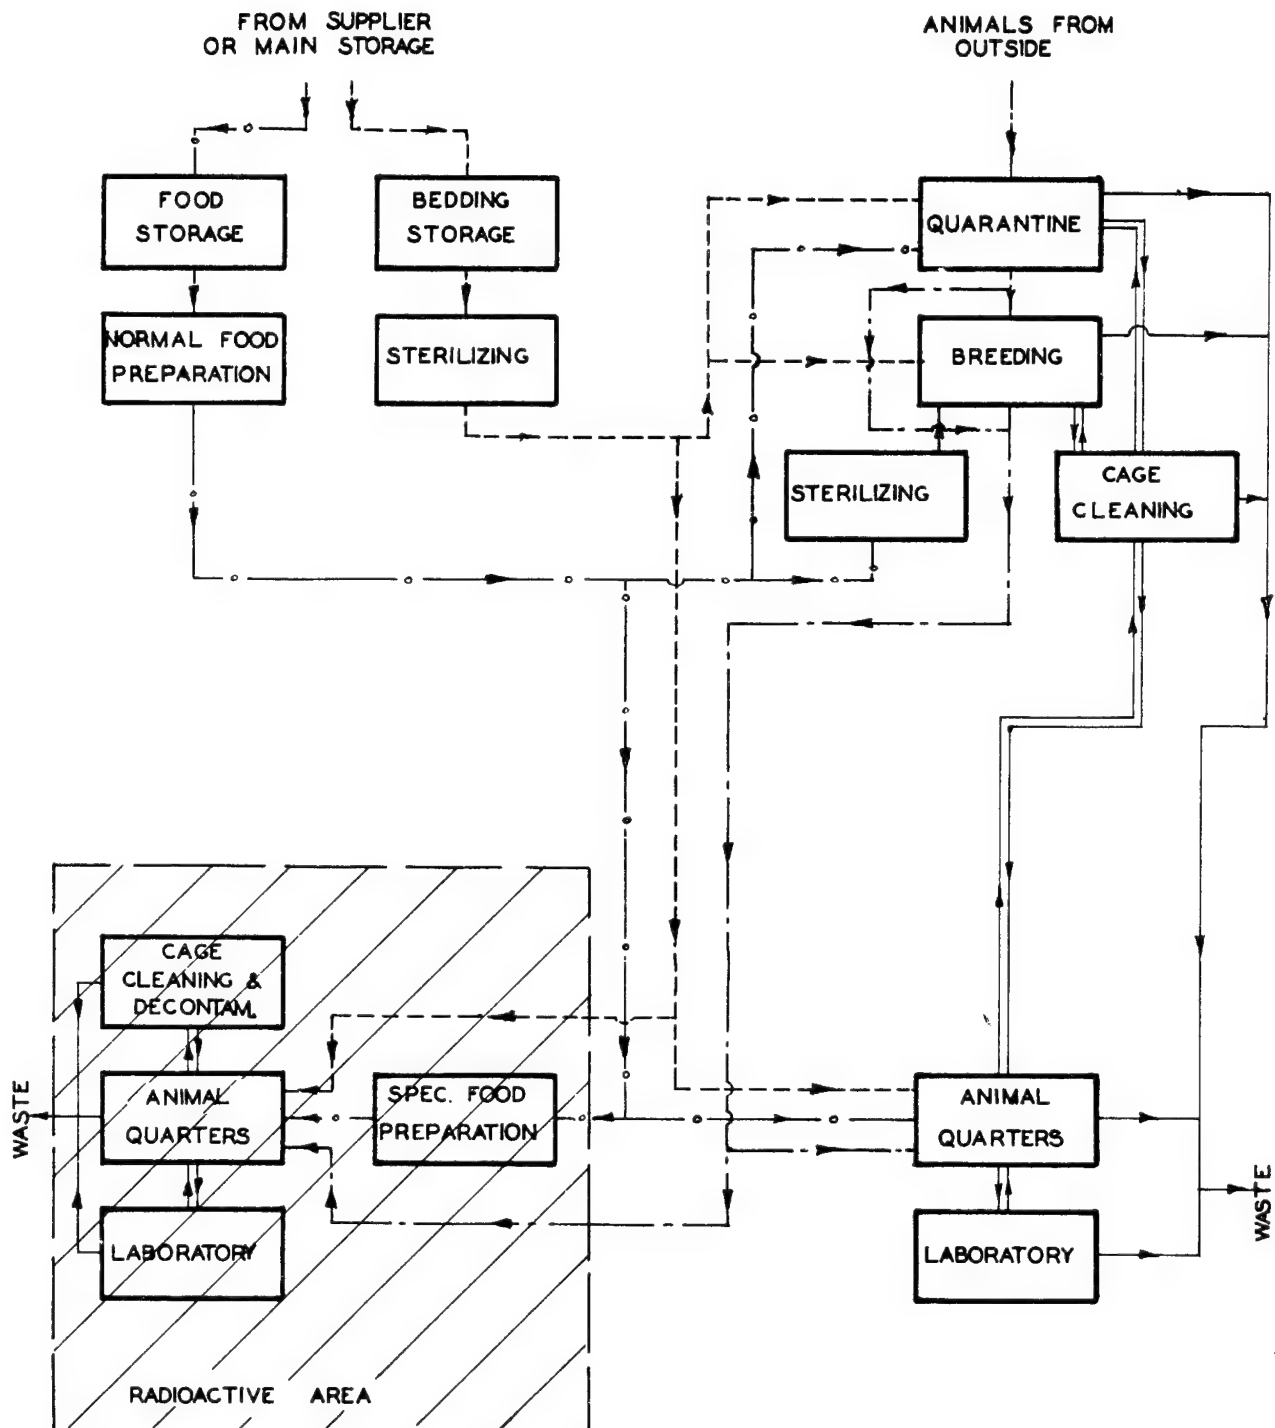 FROM SUPPLIER
OR MAIN STORAGE
ANIMALS FROM
OUTSIDE
FOOD
STORAGE
BEDDING
STORAGE
QUARANTINE
NORMAL FOOD
PREPARATION
STERILIZING
BREEDING
STERILIZING
CAGE
CLEANING
CAGE
CLEANING &
DECONTAM.
ANIMAL
QUARTERS
SPEC. FOOD
PREPARATION
ANIMAL
QUARTERS
WASTE
LABORATORY
LABORATORY
WASTE
RADIOACTIVE AREA